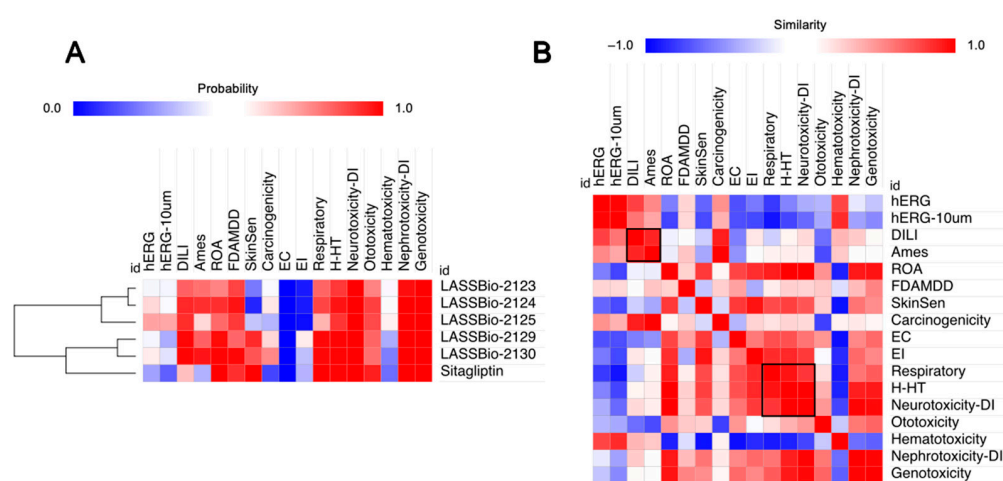 A
Probability
0.0
1.0
id
hERG
hERG-10um
DILI
Ames
ROA
FDAMDD
SkinSen
Carcinogenicity
EC
EI
Respiratory
H-HT
Neurotoxicity-DI
Ototoxicity
Hematotoxicity
Nephrotoxicity-DI
Genotoxicity
id
LASSBio-2123
LASSBio-2124
LASSBio-2125
LASSBio-2129
LASSBio-2130
Sitagliptin
B
Similarity
−1.0
1.0
id
hERG
hERG-10um
DILI
Ames
ROA
FDAMDD
SkinSen
Carcinogenicity
EC
EI
Respiratory
H-HT
Neurotoxicity-DI
Ototoxicity
Hematotoxicity
Nephrotoxicity-DI
Genotoxicity
id
hERG
hERG-10um
DILI
Ames
ROA
FDAMDD
SkinSen
Carcinogenicity
EC
EI
Respiratory
H-HT
Neurotoxicity-DI
Ototoxicity
Hematotoxicity
Nephrotoxicity-DI
Genotoxicity